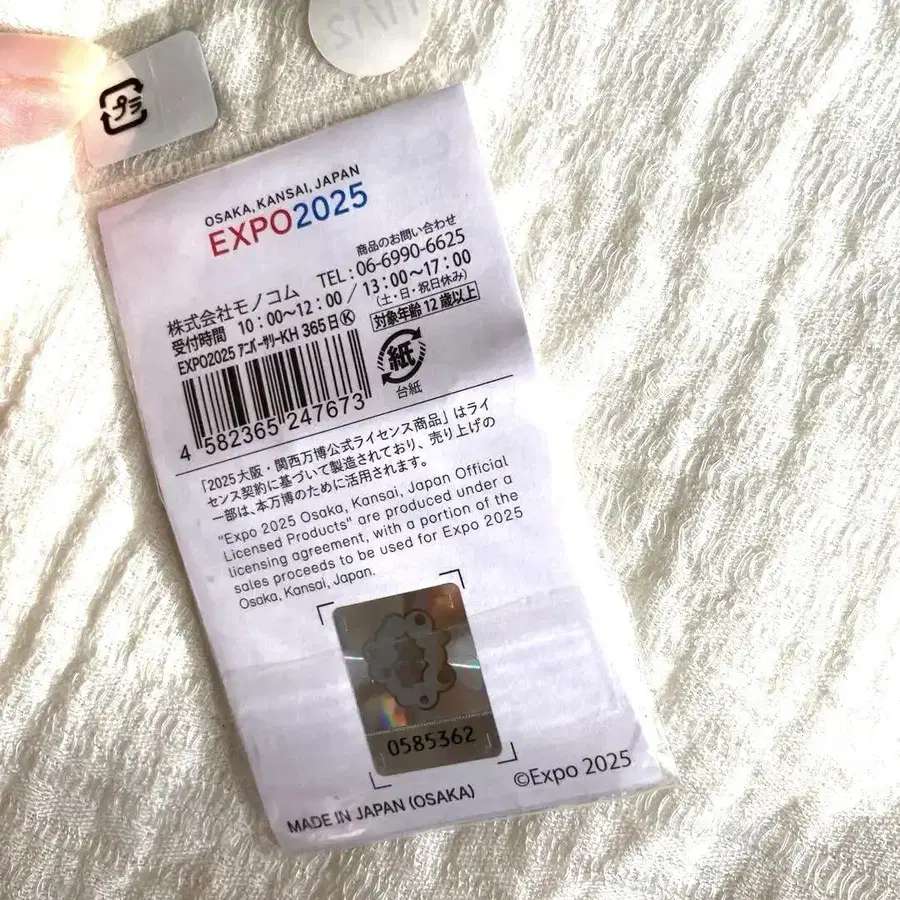 11/12
プラ
OSAKA, KANSAI, JAPAN
EXPO2025
商品のお問い合わせ
株式会社モノコム TEL:06-6990-6625
受付時間 10:00～12:00/13:00～17:00
(土・日・祝日休み)
EXPO2025 アニバーサリーKH 365日Ⓚ
対象年齢12歳以上
紙
台紙
4 582365 247673
「2025大阪・関西万博公式ライセンス商品」はライ
センス契約に基づいて製造されており、売り上げの
一部は、本万博のために活用されます。
"Expo 2025 Osaka, Kansai, Japan Official
Licensed Products" are produced under a
licensing agreement, with a portion of the
sales proceeds to be used for Expo 2025
Osaka, Kansai, Japan.
0585362
©Expo 2025
MADE IN JAPAN (OSAKA)